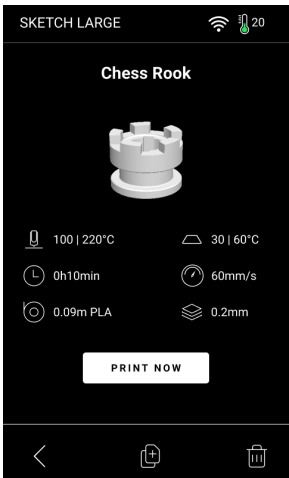 SKETCH LARGE 20
Chess Rook
100 | 220°C 30 | 60°C
0h10min 60mm/s
0.09m PLA 0.2mm
PRINT NOW